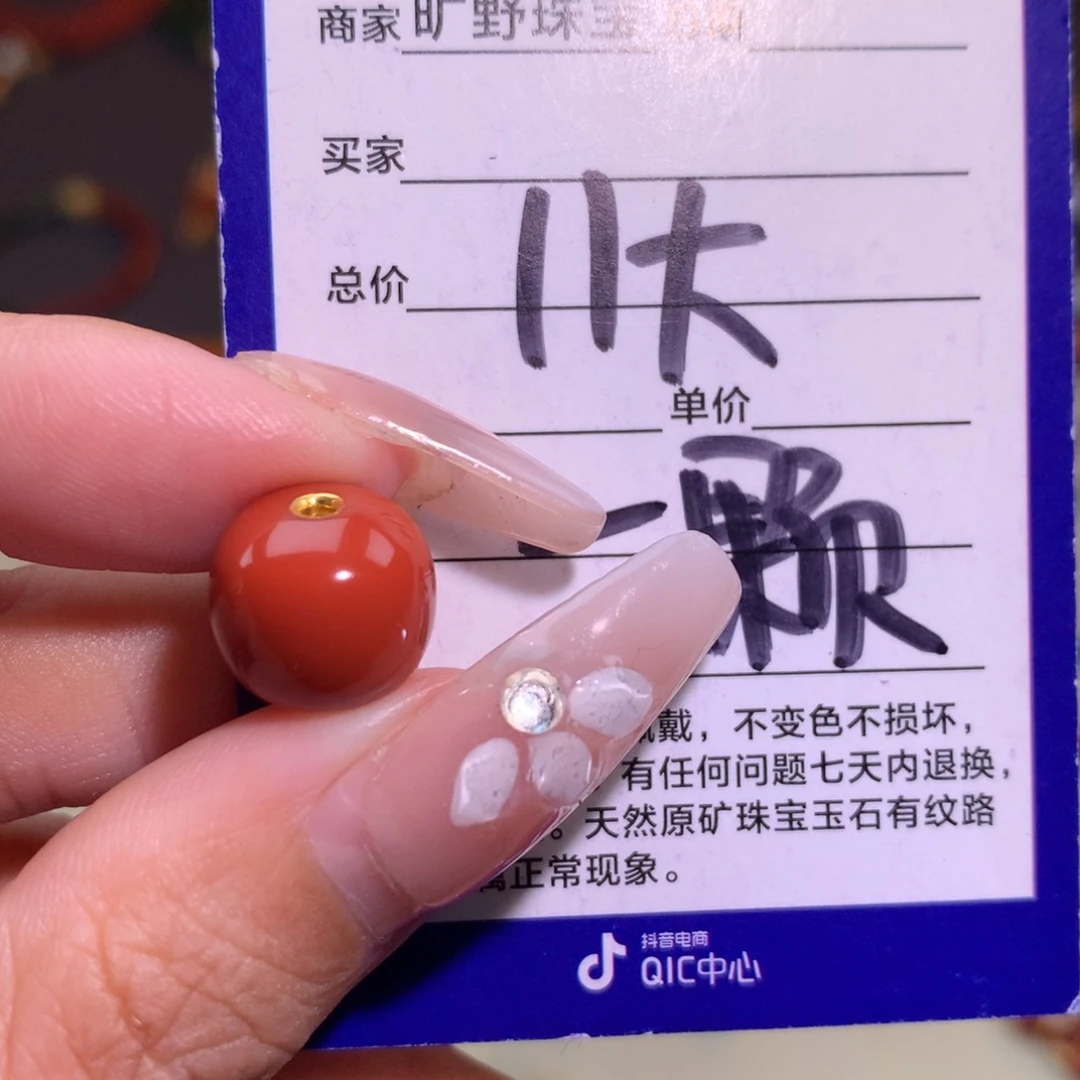 商家 旷野珠宝
买家
总价 11大
单价
一颗
戴，不变色不损坏，
有任何问题七天内退换，
。天然原矿珠宝玉石有纹路
属正常现象。
抖音电商
QIC中心